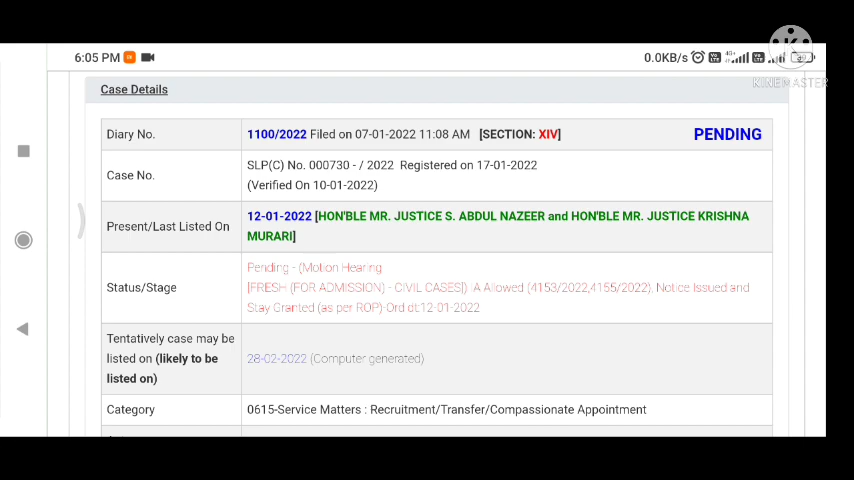 6:05 PM
0.0KB/s
4G+
KINEMASTER
Case Details
Diary No.
1100/2022 Filed on 07-01-2022 11:08 AM [SECTION: XIV]
PENDING
Case No.
SLP(C) No. 000730 - / 2022 Registered on 17-01-2022
(Verified On 10-01-2022)
Present/Last Listed On
12-01-2022 [HON'BLE MR. JUSTICE S. ABDUL NAZEER and HON'BLE MR. JUSTICE KRISHNA
MURARI]
Status/Stage
Pending - (Motion Hearing
[FRESH (FOR ADMISSION) - CIVIL CASES]) IA Allowed (4153/2022,4155/2022), Notice Issued and
Stay Granted (as per ROP)-Ord dt:12-01-2022
Tentatively case may be
listed on (likely to be
listed on)
28-02-2022 (Computer generated)
Category
0615-Service Matters : Recruitment/Transfer/Compassionate Appointment